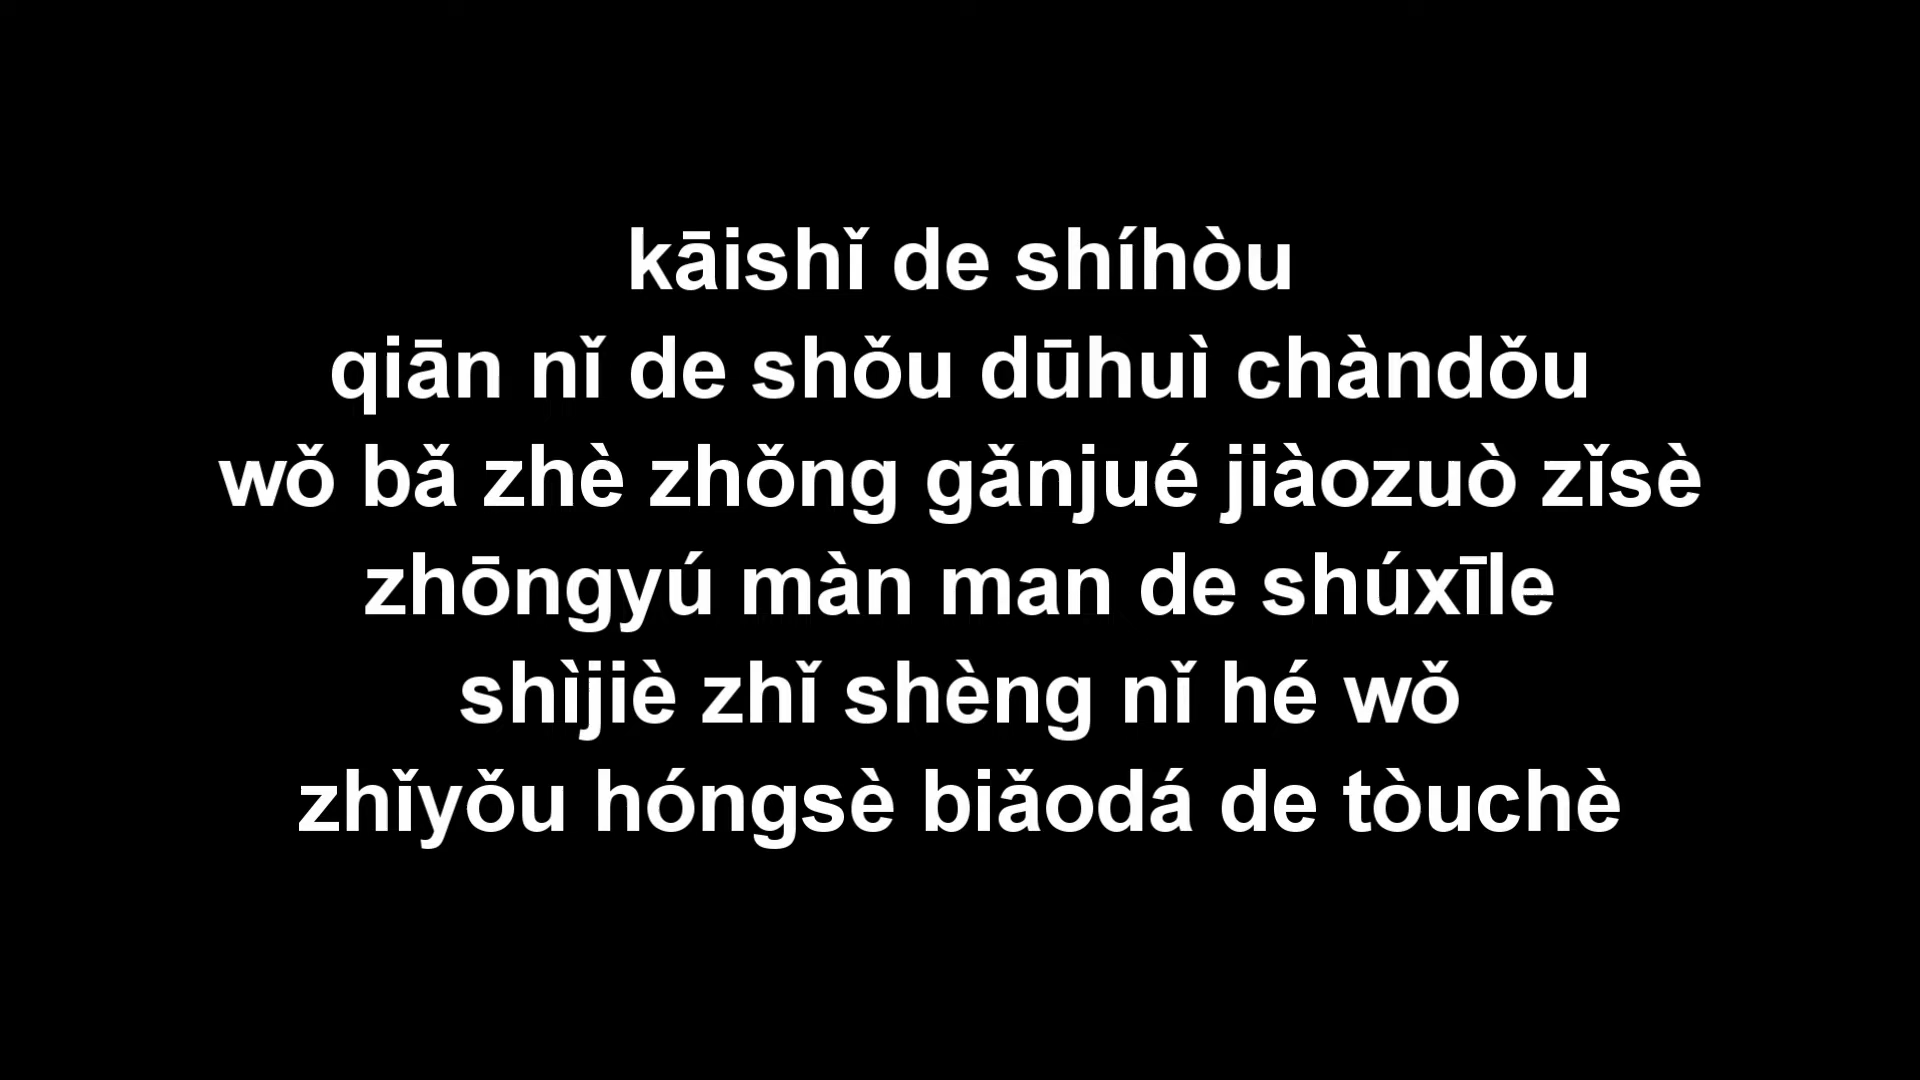 kāishǐ de shíhòu
qiān nǐ de shǒu dūhuì chàndǒu
wǒ bǎ zhè zhǒng gǎnjué jiàozuò zǐsè
zhōngyú màn man de shúxīle
shìjiè zhǐ shèng nǐ hé wǒ
zhǐyǒu hóngsè biǎodá de tòuchè